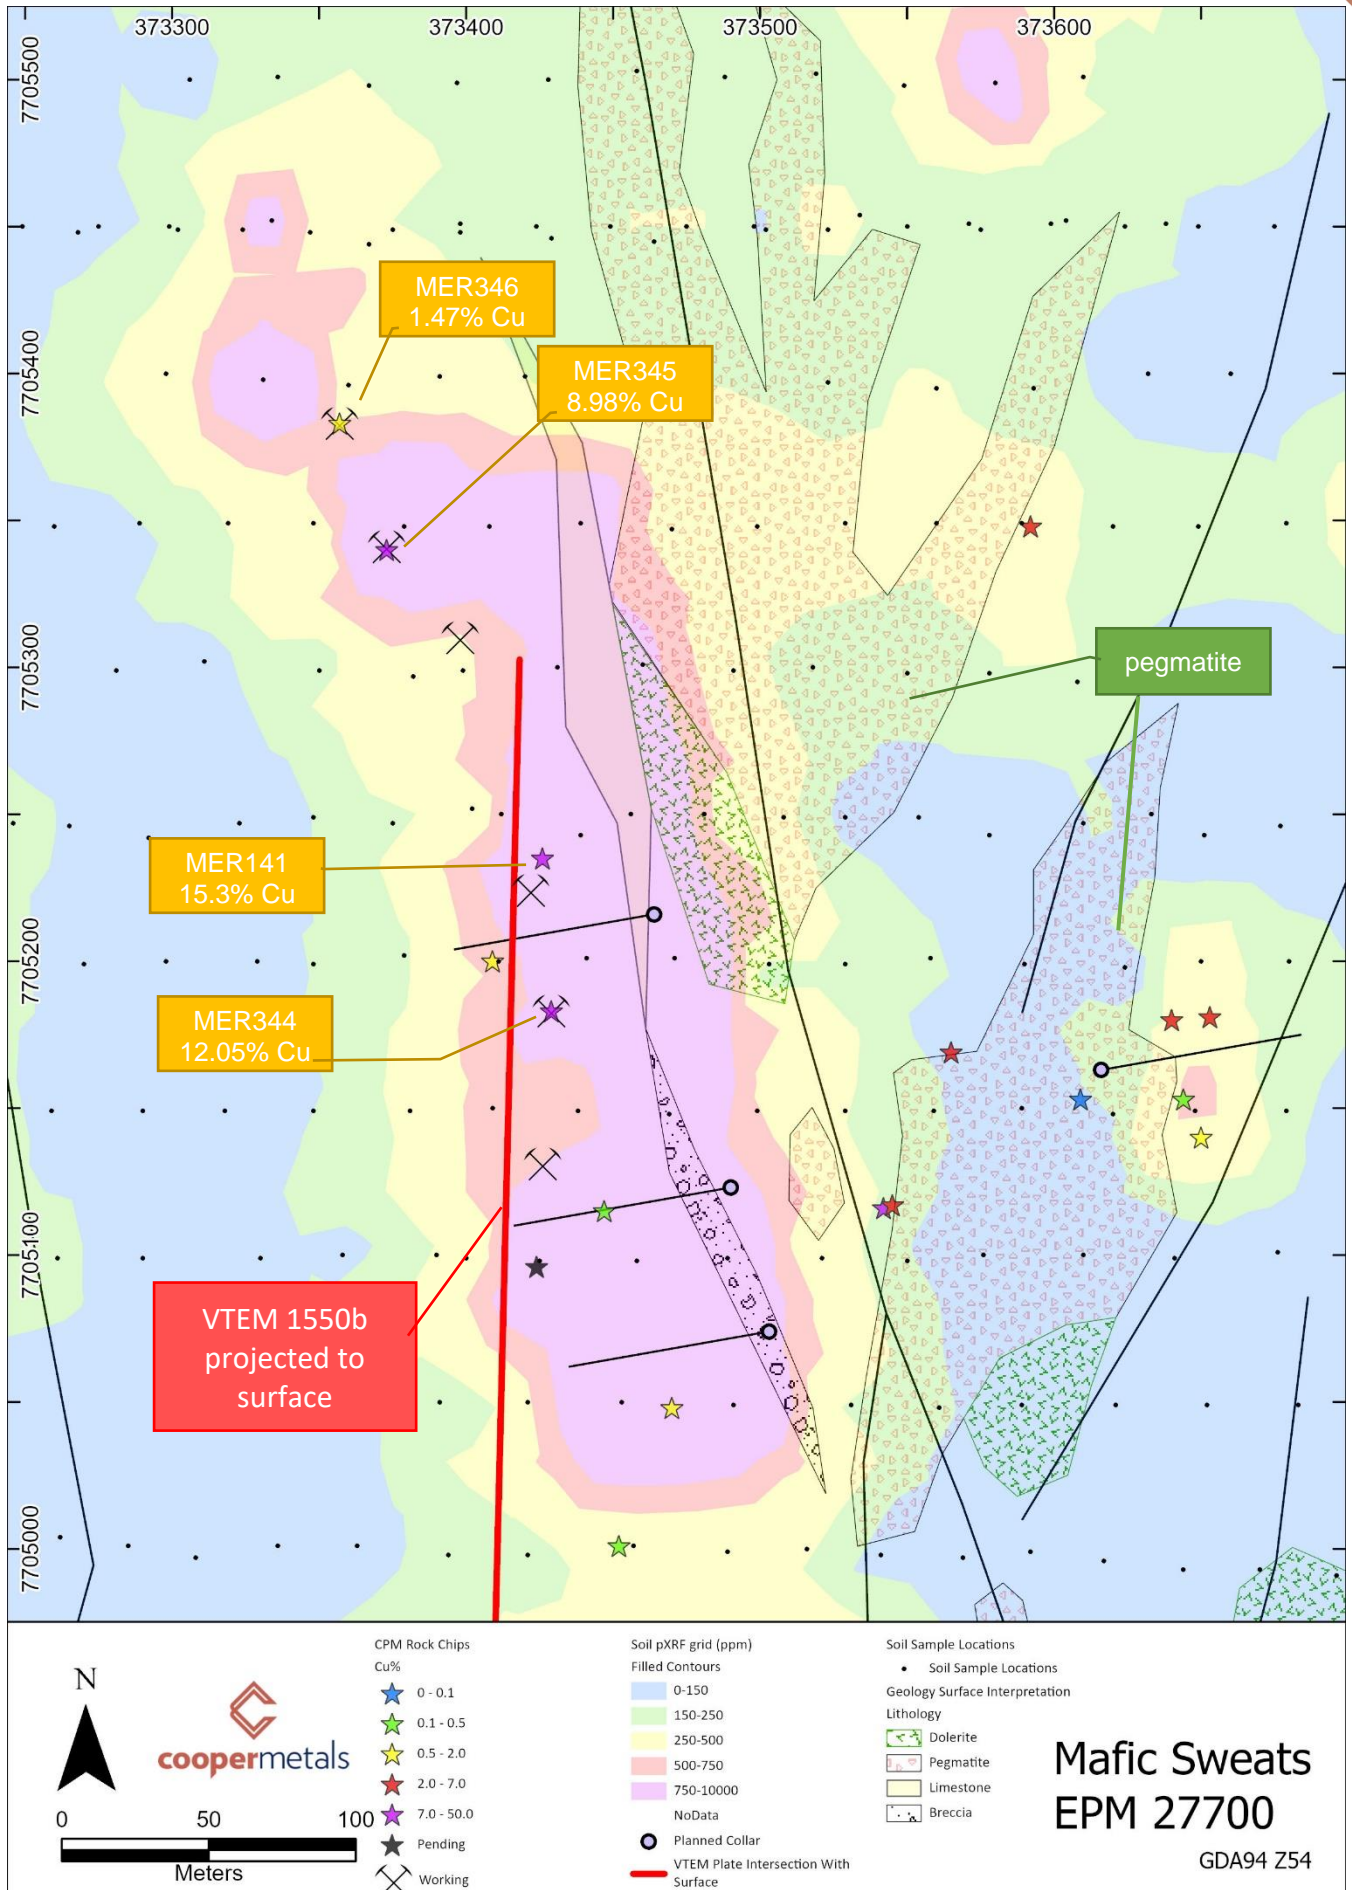 373300
373400
373500
373600
7705500
7705400
7705300
7705200
7705100
7705000
MER346
1.47% Cu
MER345
8.98% Cu
pegmatite
MER141
15.3% Cu
MER344
12.05% Cu
VTEM 1550b
projected to
surface
N
coopermetals
0
50
100
Meters
CPM Rock Chips
Cu%
0 - 0.1
0.1 - 0.5
0.5 - 2.0
2.0 - 7.0
7.0 - 50.0
Pending
Working
Soil pXRF grid (ppm)
Filled Contours
0-150
150-250
250-500
500-750
750-10000
NoData
Planned Collar
VTEM Plate Intersection With
Surface
Soil Sample Locations
Soil Sample Locations
Geology Surface Interpretation
Lithology
Dolerite
Pegmatite
Limestone
Breccia
Mafic Sweats
EPM 27700
GDA94 Z54